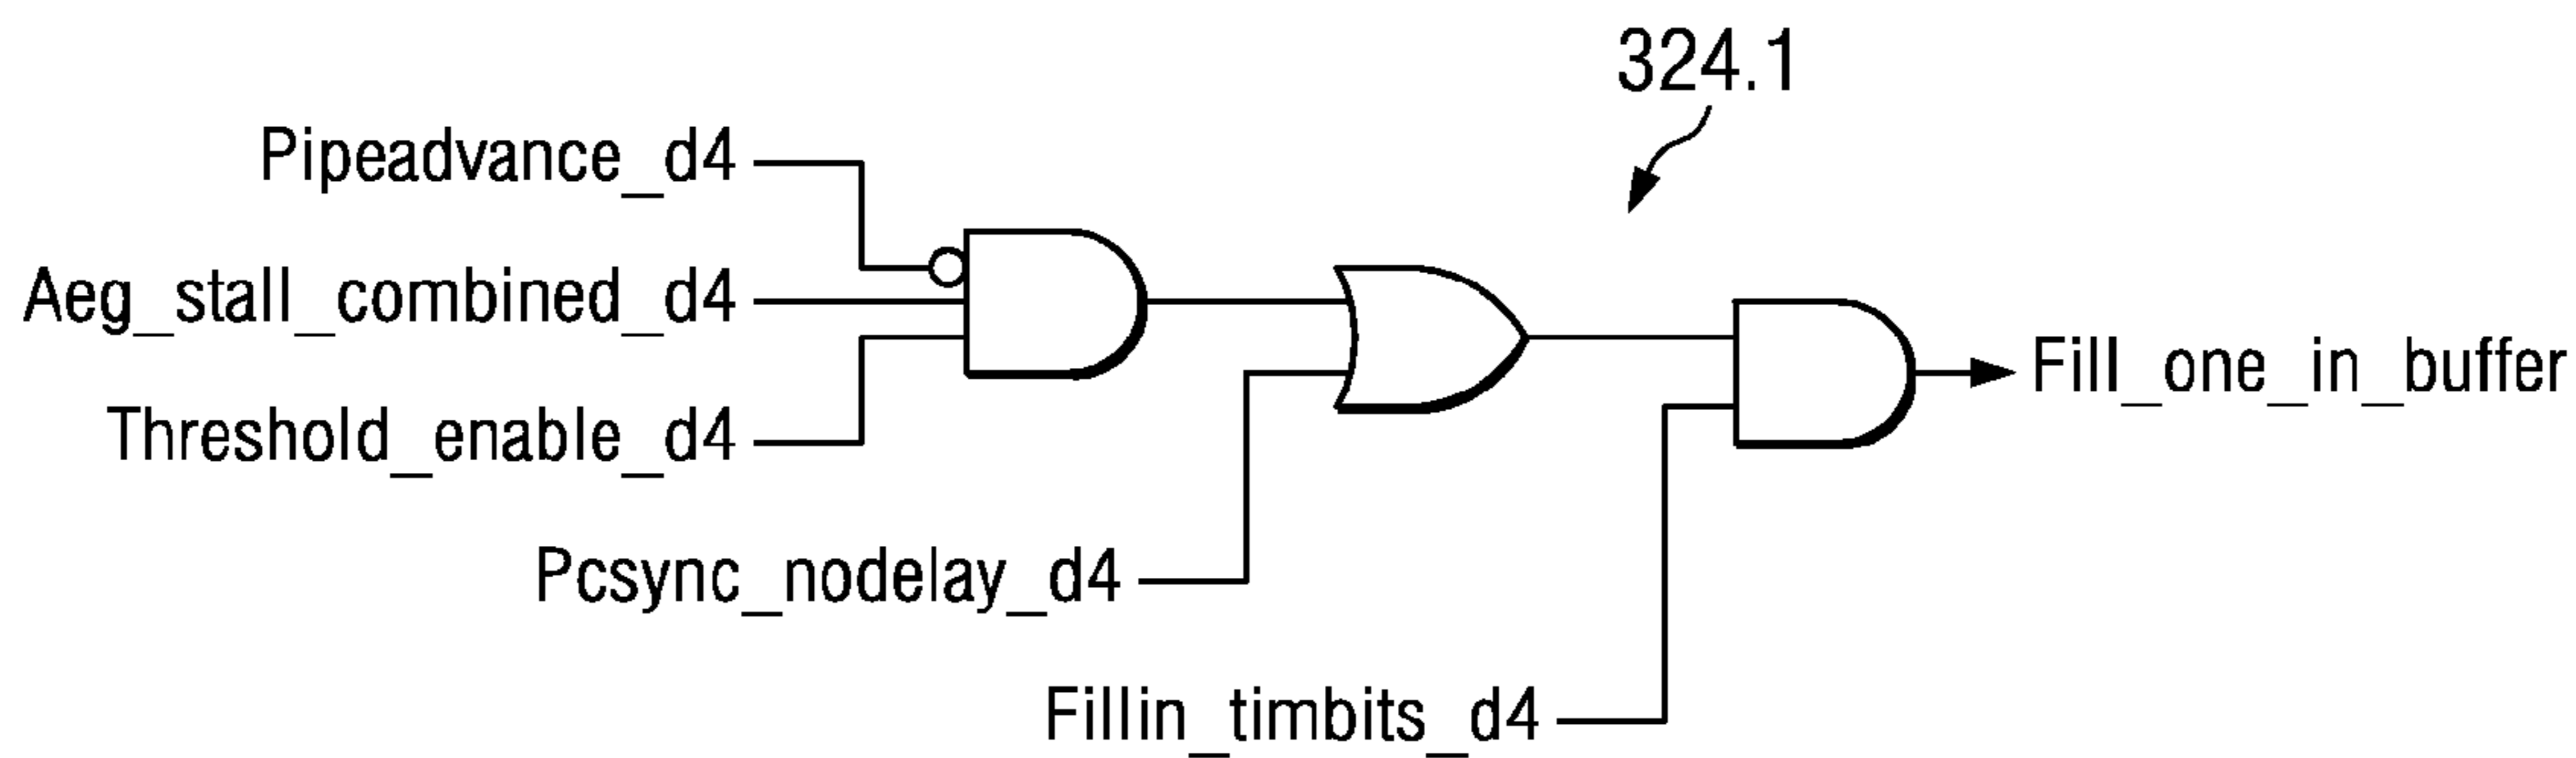 324.1
Pipeadvance_d4
Aeg_stall_combined_d4
Threshold_enable_d4
Fill_one_in_buffer
Pcsync_nodelay_d4
Fillin_timbits_d4